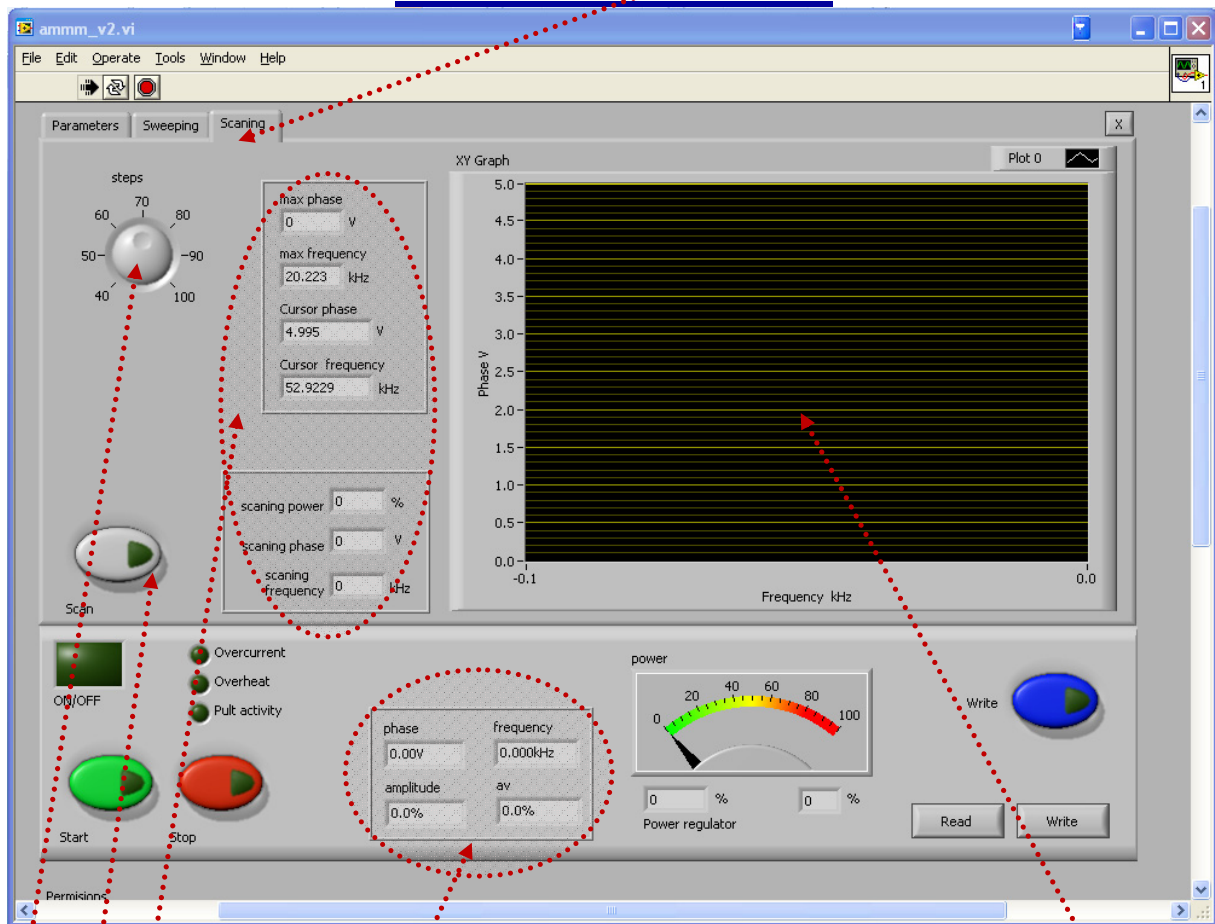 ammm_v2.vi
File Edit Operate Tools Window Help
1
Parameters Sweeping Scaning X
steps
40 50 60 70 80 90 100
max phase
0 V
max frequency
20.223 kHz
Cursor phase
4.995 V
Cursor frequency
52.9229 kHz
scaning power 0 %
scaning phase 0 V
scaning frequency 0 kHz
Scan
XY Graph
Plot 0
Phase V
5.0
4.5
4.0
3.5
3.0
2.5
2.0
1.5
1.0
0.5
0.0
-0.1 0.0
Frequency kHz
ON/OFF
Overcurrent
Overheat
Pult activity
Start Stop
phase frequency
0.00V 0.000kHz
amplitude av
0.0% 0.0%
power
0 20 40 60 80 100
0 % 0 %
Power regulator
Write
Read Write
Permisions